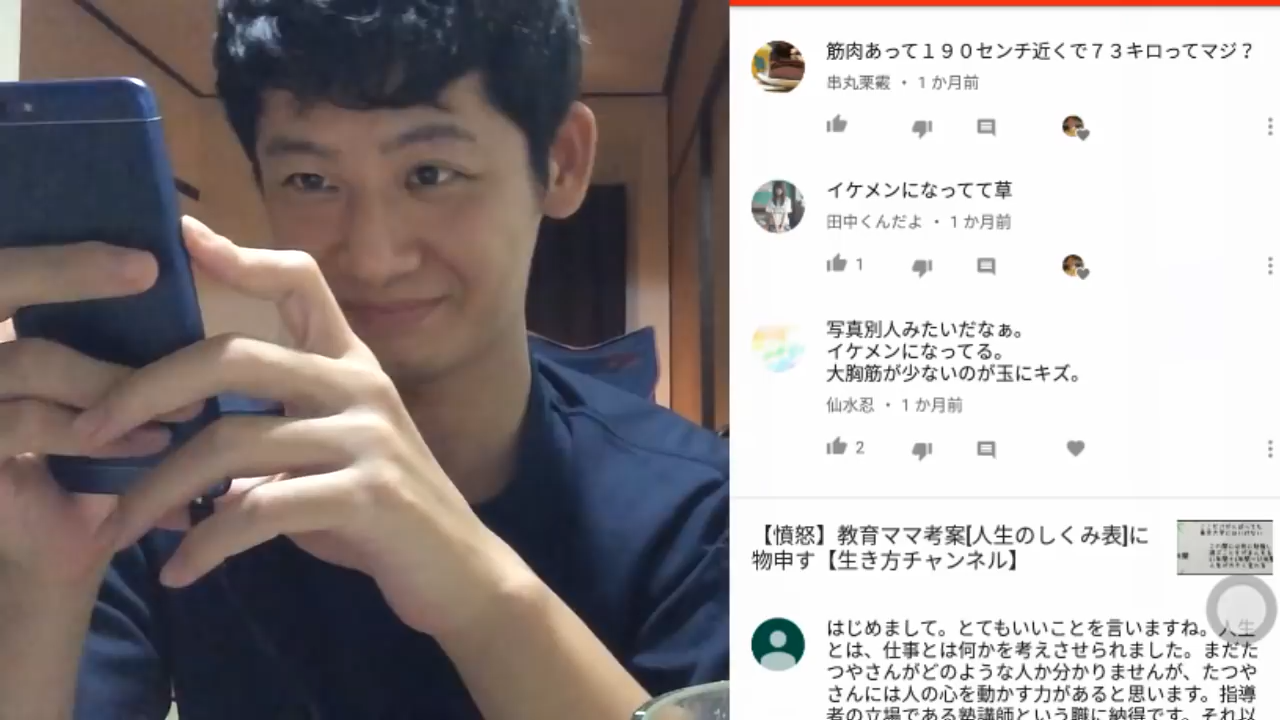 筋肉あって１９０センチ近くで７３キロってマジ？
串丸栗霰 ・ 1 か月前
イケメンになってて草
田中くんだよ ・ 1 か月前
1
写真別人みたいだなぁ。
イケメンになってる。
大胸筋が少ないのが玉にキズ。
仙水忍 ・ 1 か月前
2
【憤怒】教育ママ考案[人生のしくみ表]に
物申す【生き方チャンネル】
はじめまして。とてもいいことを言いますね。人生
とは、仕事とは何かを考えさせられました。まだた
つやさんがどのような人か分かりませんが、たつや
さんには人の心を動かす力があると思います。指導
者の立場である塾講師という職に納得です。それ以